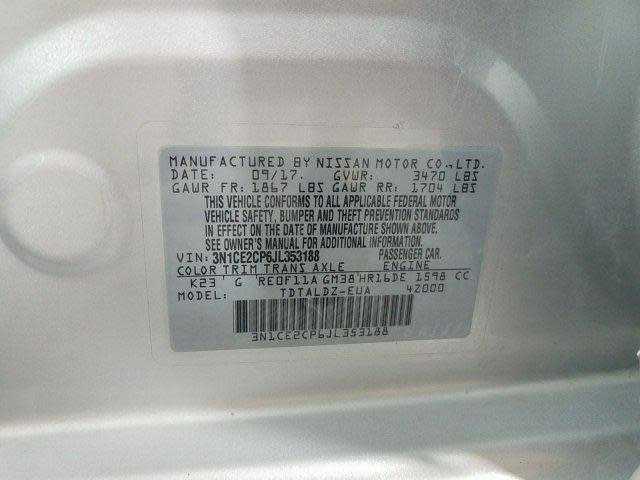 MANUFACTURED BY NISSAN MOTOR CO.,LTD.
DATE: 09/17. GVWR: 3470 LBS
GAWR FR: 1867 LBS GAWR RR: 1704 LBS
THIS VEHICLE CONFORMS TO ALL APPLICABLE FEDERAL MOTOR
VEHICLE SAFETY, BUMPER AND THEFT PREVENTION STANDARDS
IN EFFECT ON THE DATE OF MANUFACTURE SHOWN ABOVE.
SEE OWNER'S MANUAL FOR ADDITIONAL INFORMATION.
VIN: 3N1CE2CP6JL353188 PASSENGER CAR.
COLOR TRIM TRANS AXLE ENGINE
K23 G RE0F11A GM38 HR16DE 1598 CC
TDTALDZ-EUA 42000
3N1CE2CP6JL353188